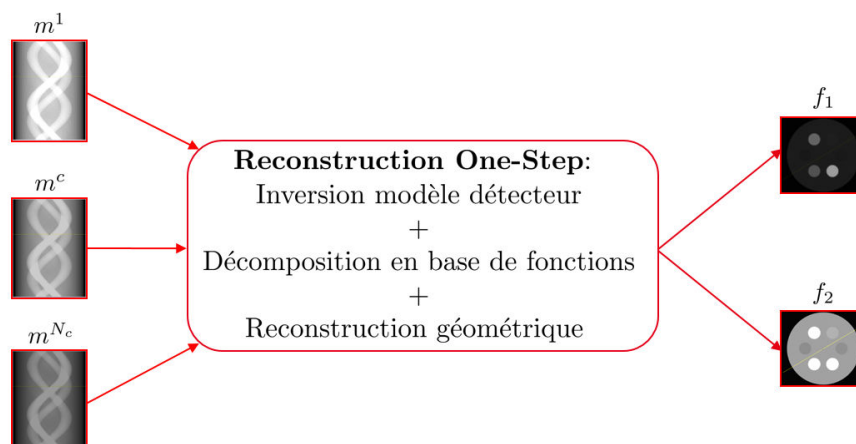 m^1
m^c
m^{N_c}
Reconstruction One-Step:
Inversion modèle détecteur
+
Décomposition en base de fonctions
+
Reconstruction géométrique
f_1
f_2